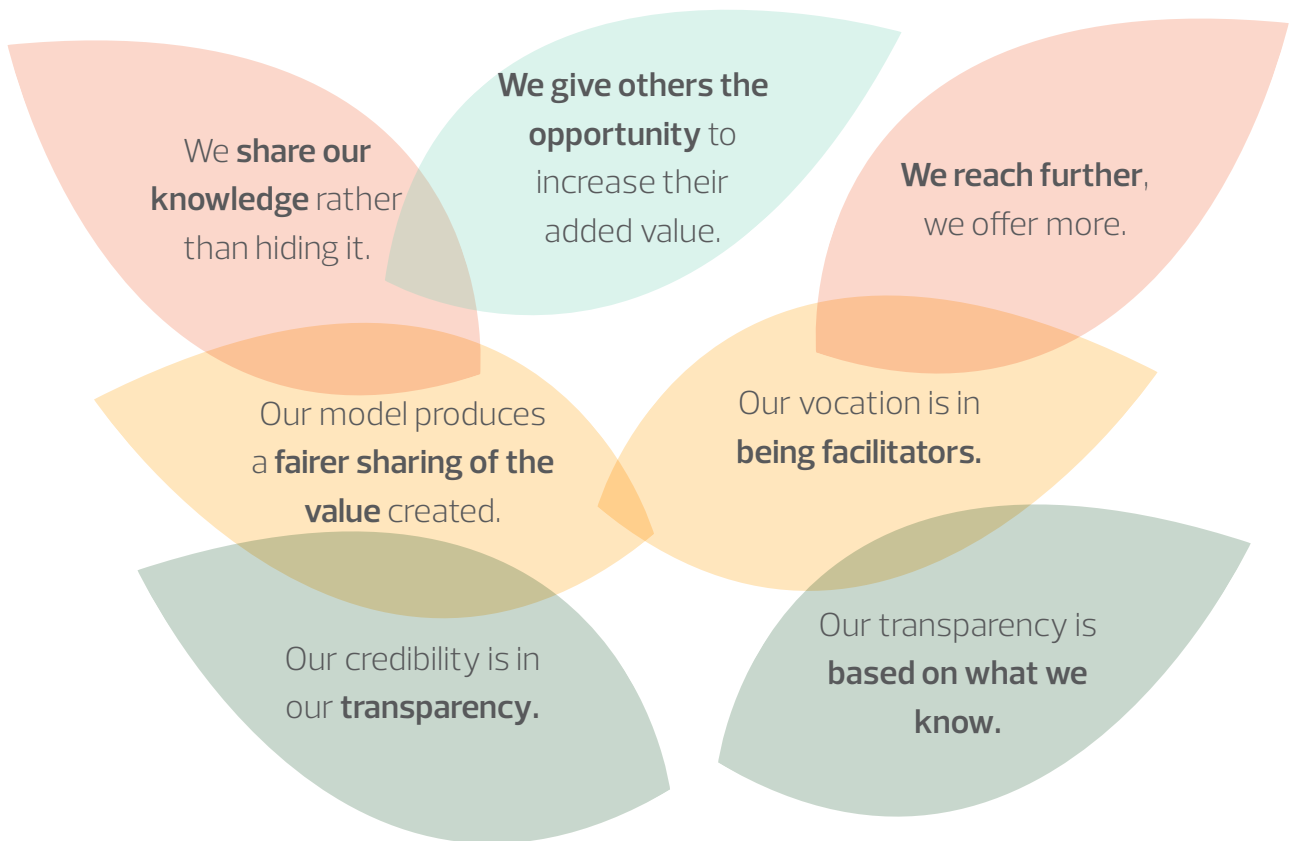 We share our
knowledge rather
than hiding it.
We give others the
opportunity to
increase their
added value.
We reach further,
we offer more.
Our model produces
a fairer sharing of the
value created.
Our vocation is in
being facilitators.
Our credibility is in
our transparency.
Our transparency is
based on what we
know.